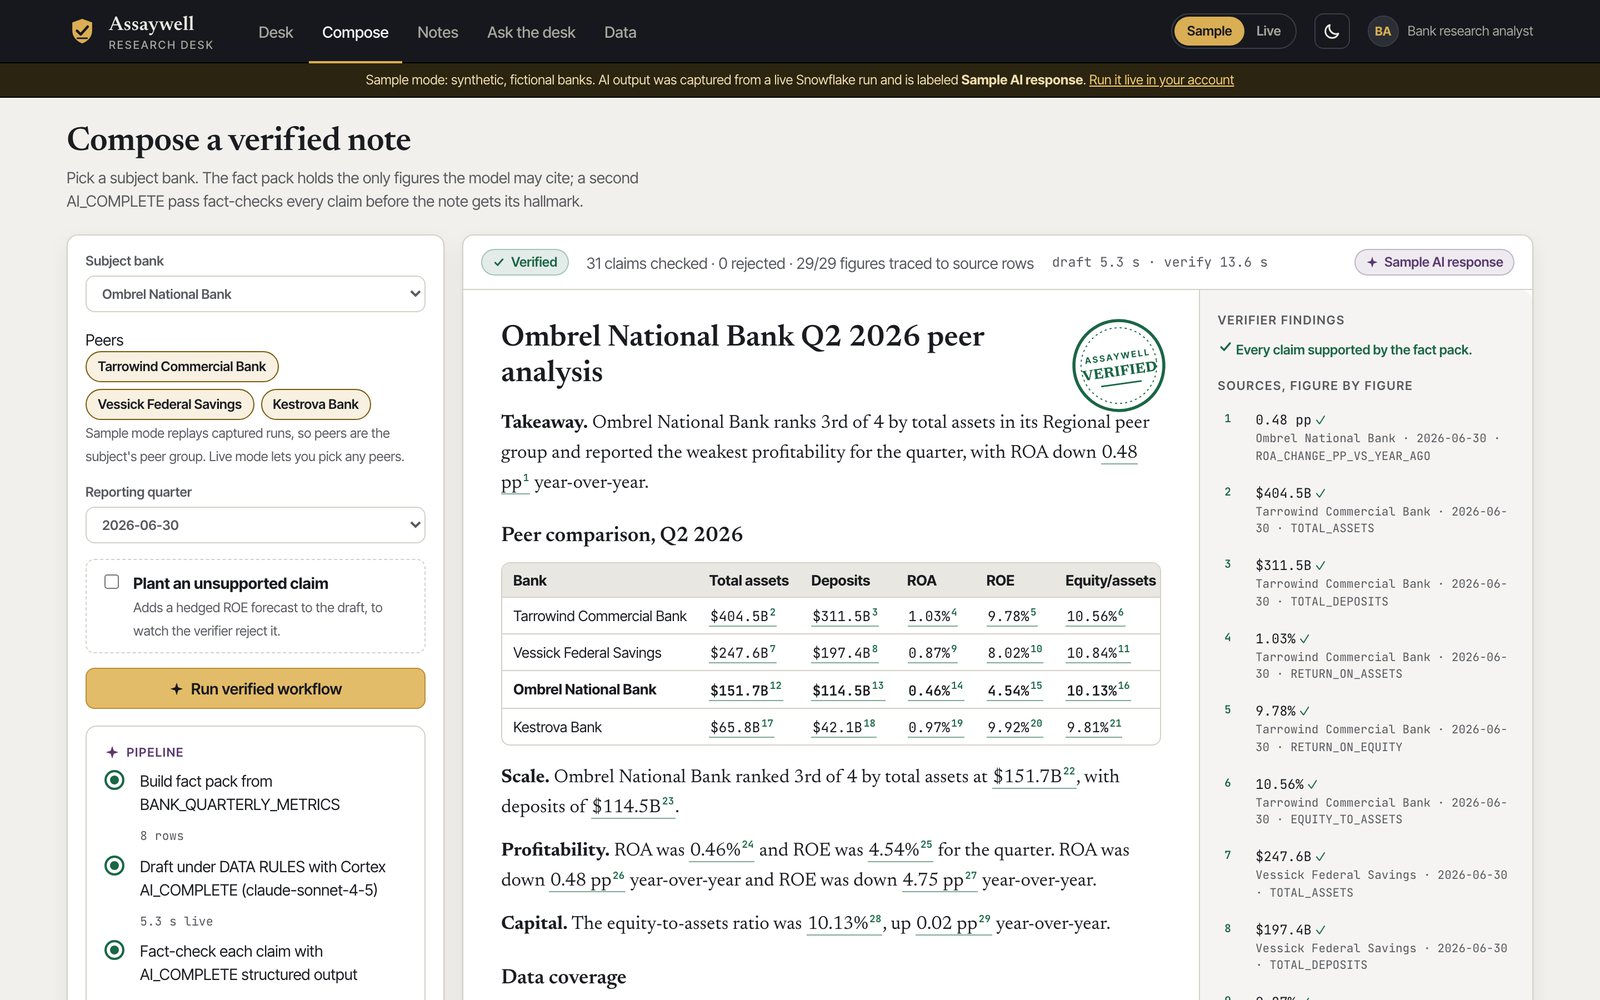 Assaywell
RESEARCH DESK
Desk
Compose
Notes
Ask the desk
Data
Sample
Live
BA
Bank research analyst
Sample mode: synthetic, fictional banks. AI output was captured from a live Snowflake run and is labeled Sample AI response. Run it live in your account
Compose a verified note
Pick a subject bank. The fact pack holds the only figures the model may cite; a second
AI_COMPLETE pass fact-checks every claim before the note gets its hallmark.
Subject bank
Ombrel National Bank
Peers
Tarrowind Commercial Bank
Vessick Federal Savings
Kestrova Bank
Sample mode replays captured runs, so peers are the
subject's peer group. Live mode lets you pick any peers.
Reporting quarter
2026-06-30
Plant an unsupported claim
Adds a hedged ROE forecast to the draft, to
watch the verifier reject it.
Run verified workflow
PIPELINE
Build fact pack from
BANK_QUARTERLY_METRICS
8 rows
Draft under DATA RULES with Cortex
AI_COMPLETE (claude-sonnet-4-5)
5.3 s live
Fact-check each claim with
AI_COMPLETE structured output
Verified
31 claims checked · 0 rejected · 29/29 figures traced to source rows
draft 5.3 s · verify 13.6 s
Sample AI response
Ombrel National Bank Q2 2026 peer
analysis
ASSAYWELL
VERIFIED
Takeaway. Ombrel National Bank ranks 3rd of 4 by total assets in its Regional peer
group and reported the weakest profitability for the quarter, with ROA down 0.48
pp1 year-over-year.
Peer comparison, Q2 2026
Bank Total assets Deposits ROA ROE Equity/assets
Tarrowind Commercial Bank $404.5B2 $311.5B3 1.03%4 9.78%5 10.56%6
Vessick Federal Savings $247.6B7 $197.4B8 0.87%9 8.02%10 10.84%11
Ombrel National Bank $151.7B12 $114.5B13 0.46%14 4.54%15 10.13%16
Kestrova Bank $65.8B17 $42.1B18 0.97%19 9.92%20 9.81%21
Scale. Ombrel National Bank ranked 3rd of 4 by total assets at $151.7B22, with
deposits of $114.5B23.
Profitability. ROA was 0.46%24 and ROE was 4.54%25 for the quarter. ROA was
down 0.48 pp26 year-over-year and ROE was down 4.75 pp27 year-over-year.
Capital. The equity-to-assets ratio was 10.13%28, up 0.02 pp29 year-over-year.
Data coverage
VERIFIER FINDINGS
Every claim supported by the fact pack.
SOURCES, FIGURE BY FIGURE
1 0.48 pp
Ombrel National Bank · 2026-06-30 ·
ROA_CHANGE_PP_VS_YEAR_AGO
2 $404.5B
Tarrowind Commercial Bank · 2026-06-
30 · TOTAL_ASSETS
3 $311.5B
Tarrowind Commercial Bank · 2026-06-
30 · TOTAL_DEPOSITS
4 1.03%
Tarrowind Commercial Bank · 2026-06-
30 · RETURN_ON_ASSETS
5 9.78%
Tarrowind Commercial Bank · 2026-06-
30 · RETURN_ON_EQUITY
6 10.56%
Tarrowind Commercial Bank · 2026-06-
30 · EQUITY_TO_ASSETS
7 $247.6B
Vessick Federal Savings · 2026-06-30
· TOTAL_ASSETS
8 $197.4B
Vessick Federal Savings · 2026-06-30
· TOTAL_DEPOSITS